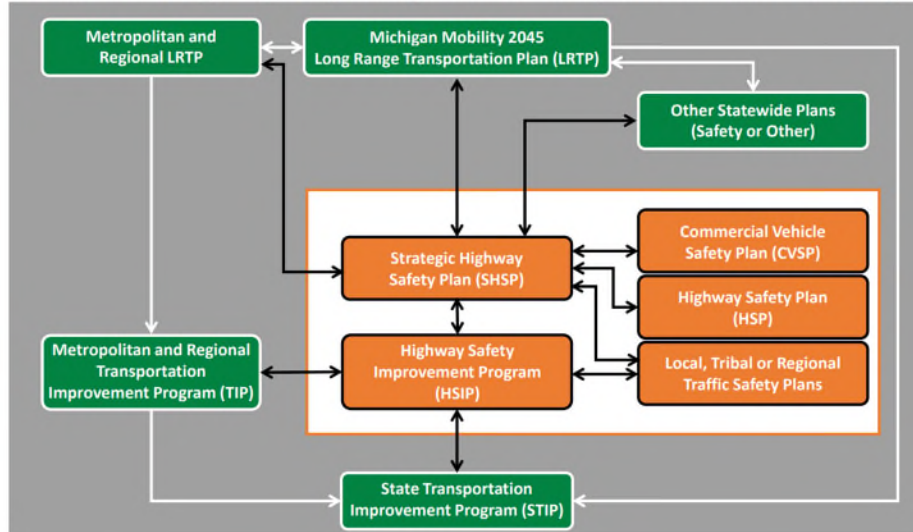 Metropolitan and
Regional LRTP
Michigan Mobility 2045
Long Range Transportation Plan (LRTP)
Other Statewide Plans
(Safety or Other)
Strategic Highway
Safety Plan (SHSP)
Commercial Vehicle
Safety Plan (CVSP)
Highway Safety Plan
(HSP)
Metropolitan and Regional
Transportation
Improvement Program (TIP)
Highway Safety
Improvement Program
(HSIP)
Local, Tribal or Regional
Traffic Safety Plans
State Transportation
Improvement Program (STIP)